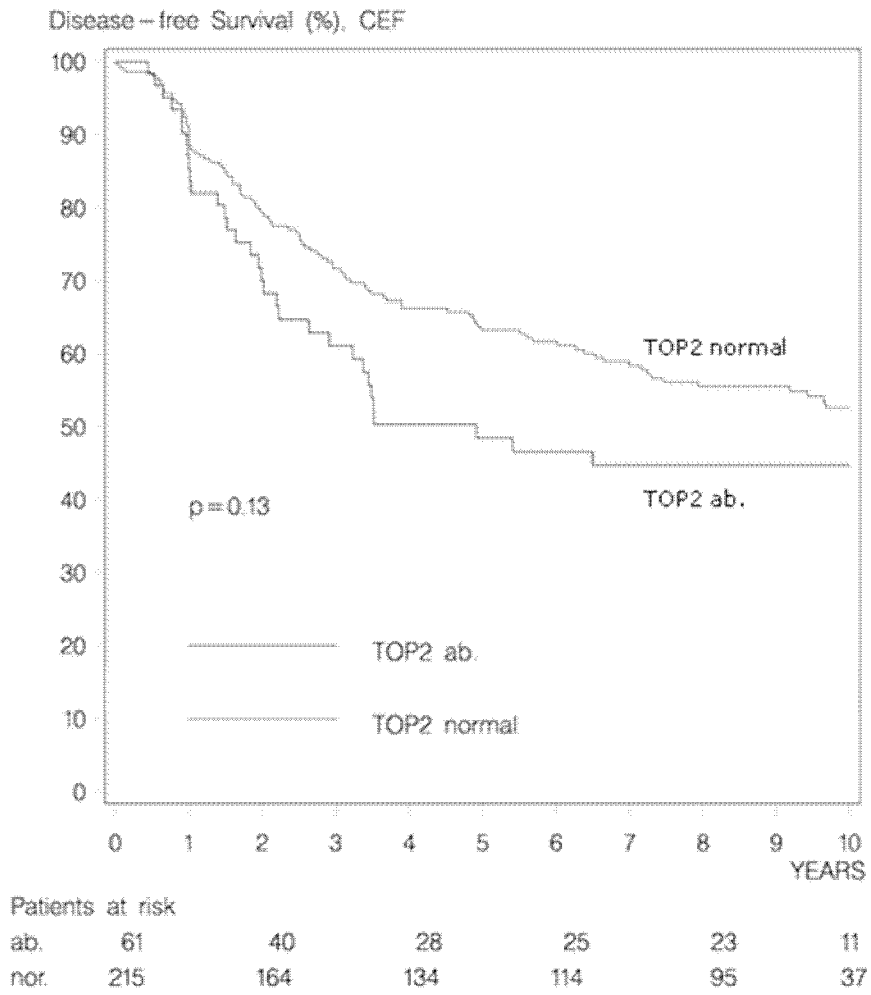 Disease-free Survival (%), CEF
100
90
80
70
60
50
40
30
20
10
0
TOP2 normal
TOP2 ab.
p=0.13
TOP2 ab.
TOP2 normal
0 1 2 3 4 5 6 7 8 9 10
YEARS
Patients at risk
ab. 61 40 28 25 23 11
nor. 215 164 134 114 95 37